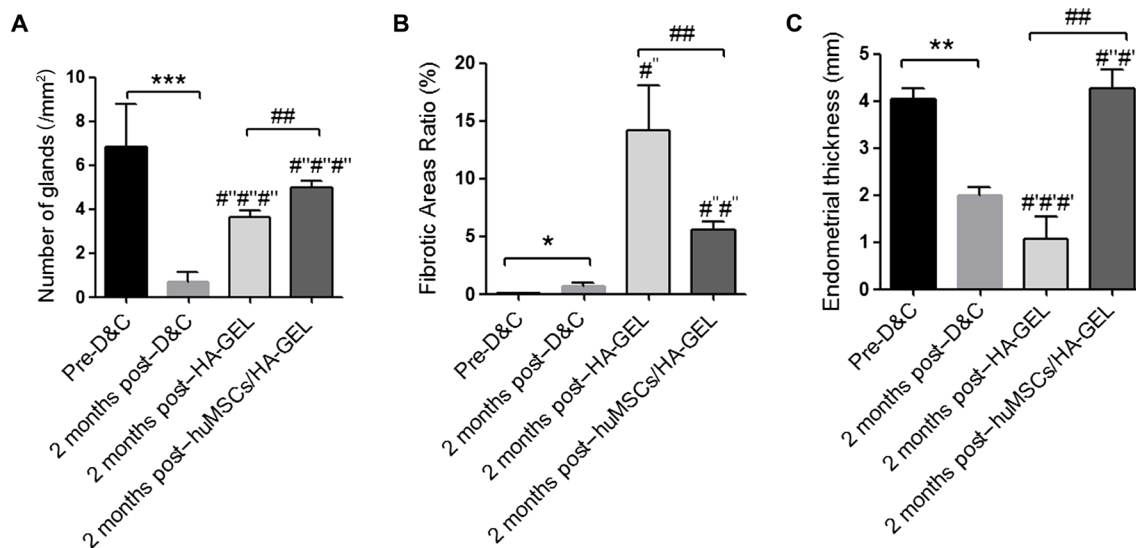 A
Number of glands (/mm²)
10
8
6
4
2
0
***
##
#"#"#"
#"#"#"
Pre-D&C
2 months post–D&C
2 months post–HA-GEL
2 months post–huMSCs/HA-GEL
B
Fibrotic Areas Ratio (%)
20
15
10
5
0
*
##
#"
#"#"
Pre-D&C
2 months post–D&C
2 months post–HA-GEL
2 months post–huMSCs/HA-GEL
C
Endometrial thickness (mm)
5
4
3
2
1
0
**
##
#'#'#'
#"#'
Pre-D&C
2 months post–D&C
2 months post–HA-GEL
2 months post–huMSCs/HA-GEL